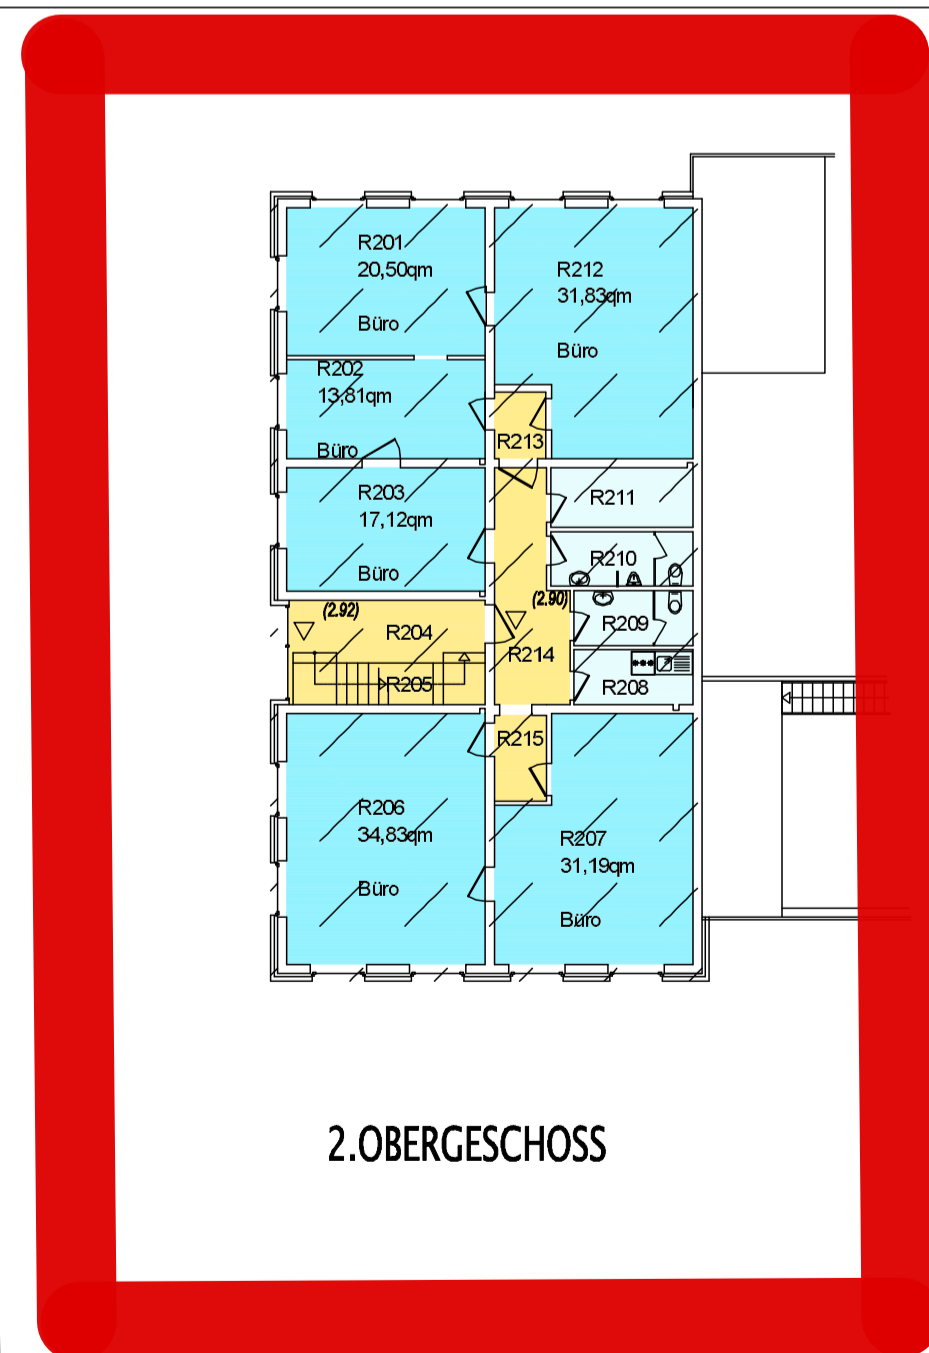 R201
20,50qm
Büro
R212
31,83qm
Büro
R202
13,81qm
Büro
R213
R203
17,12qm
Büro
R211
R210
(2.92)
(2.90)
R204
R209
R214
R205
R208
R215
R206
34,83qm
Büro
R207
31,19qm
Büro
2.OBERGESCHOSS